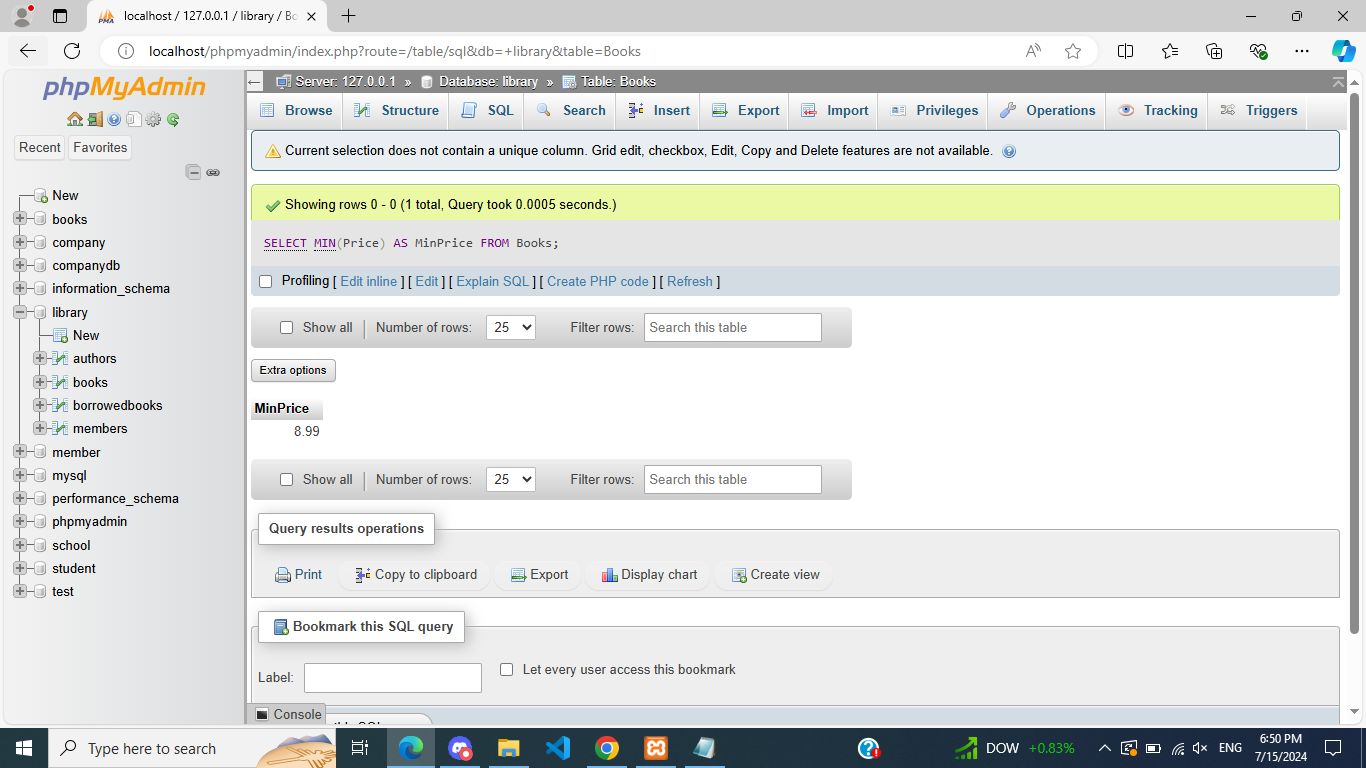 localhost / 127.0.0.1 / library / Bo
localhost/phpmyadmin/index.php?route=/table/sql&db=+library&table=Books
phpMyAdmin
Recent Favorites
New
books
company
companydb
information_schema
library
New
authors
books
borrowedbooks
members
member
mysql
performance_schema
phpmyadmin
school
student
test
Server: 127.0.0.1 » Database: library » Table: Books
Browse Structure SQL Search Insert Export Import Privileges Operations Tracking Triggers
Current selection does not contain a unique column. Grid edit, checkbox, Edit, Copy and Delete features are not available.
Showing rows 0 - 0 (1 total, Query took 0.0005 seconds.)
SELECT MIN(Price) AS MinPrice FROM Books;
Profiling [ Edit inline ] [ Edit ] [ Explain SQL ] [ Create PHP code ] [ Refresh ]
Show all Number of rows: 25 Filter rows: Search this table
Extra options
MinPrice
8.99
Show all Number of rows: 25 Filter rows: Search this table
Query results operations
Print Copy to clipboard Export Display chart Create view
Bookmark this SQL query
Label: Let every user access this bookmark
Console
Type here to search
DOW +0.83%
ENG
6:50 PM
7/15/2024